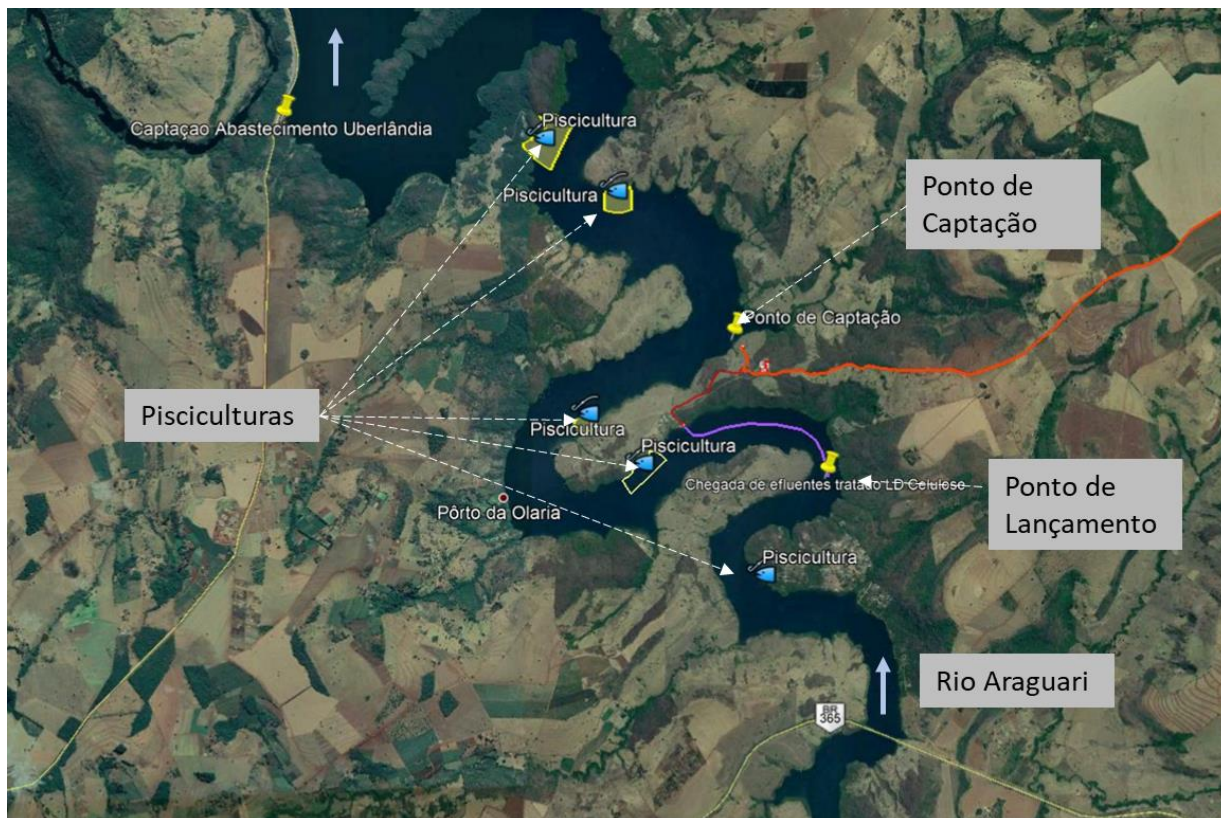 Captaçao Abastecimento Uberlândia
Piscicultura
Piscicultura
Ponto de
Captação
Ponto de Captação
Pisciculturas
Piscicultura
Piscicultura
Chegada de efluentes tratado LD Celulose
Ponto de
Lançamento
Pôrto da Olaria
Piscicultura
Rio Araguari
BR
365